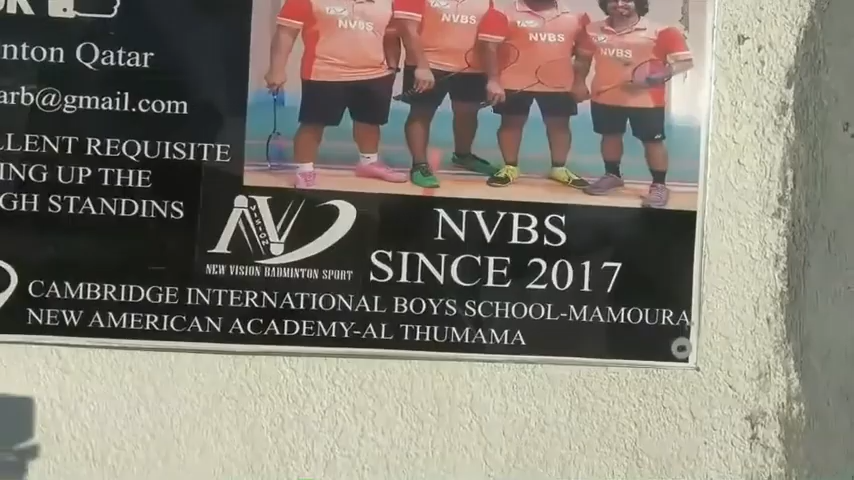 NVBS NVBS NVBS NVBS
nton Qatar
arb@gmail.com
LLENT REQUISITE
ING UP THE
GH STANDINS
VISION
NEW VISION BADMINTON SPORT
NVBS
SINCE 2017
CAMBRIDGE INTERNATIONAL BOYS SCHOOL-MAMOURA
NEW AMERICAN ACADEMY-AL THUMAMA